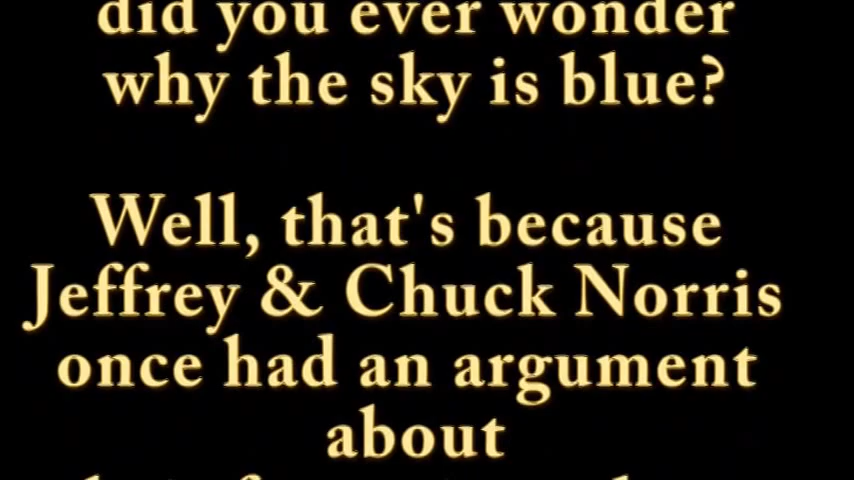 did you ever wonder
why the sky is blue?
Well, that's because
Jeffrey & Chuck Norris
once had an argument
about